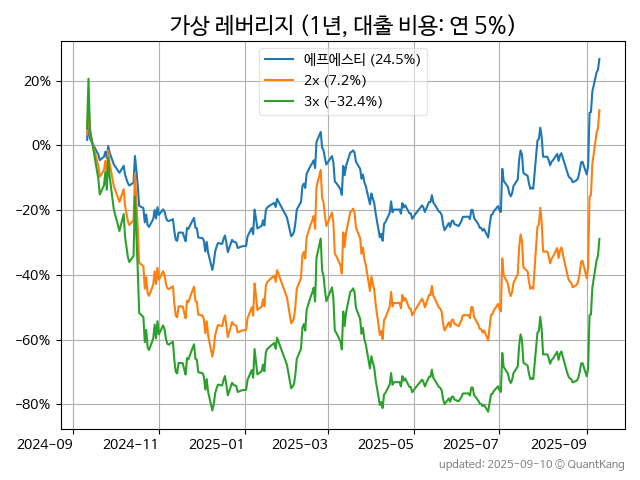 가상 레버리지 (1년, 대출 비용: 연 5%)
에프에스티 (24.5%)
2x (7.2%)
3x (−32.4%)
20%
0%
−20%
−40%
−60%
−80%
2024-09 2024-11 2025-01 2025-03 2025-05 2025-07 2025-09
updated: 2025-09-10 ⓒ QuantKang